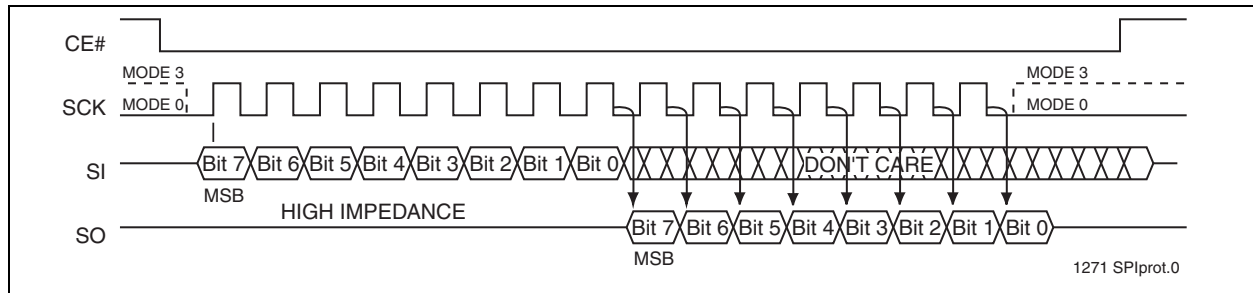 CE#
MODE 3 MODE 3
SCK MODE 0 MODE 0
SI Bit 7 Bit 6 Bit 5 Bit 4 Bit 3 Bit 2 Bit 1 Bit 0 DON'T CARE
MSB
HIGH IMPEDANCE
SO Bit 7 Bit 6 Bit 5 Bit 4 Bit 3 Bit 2 Bit 1 Bit 0
MSB
1271 SPIprot.0